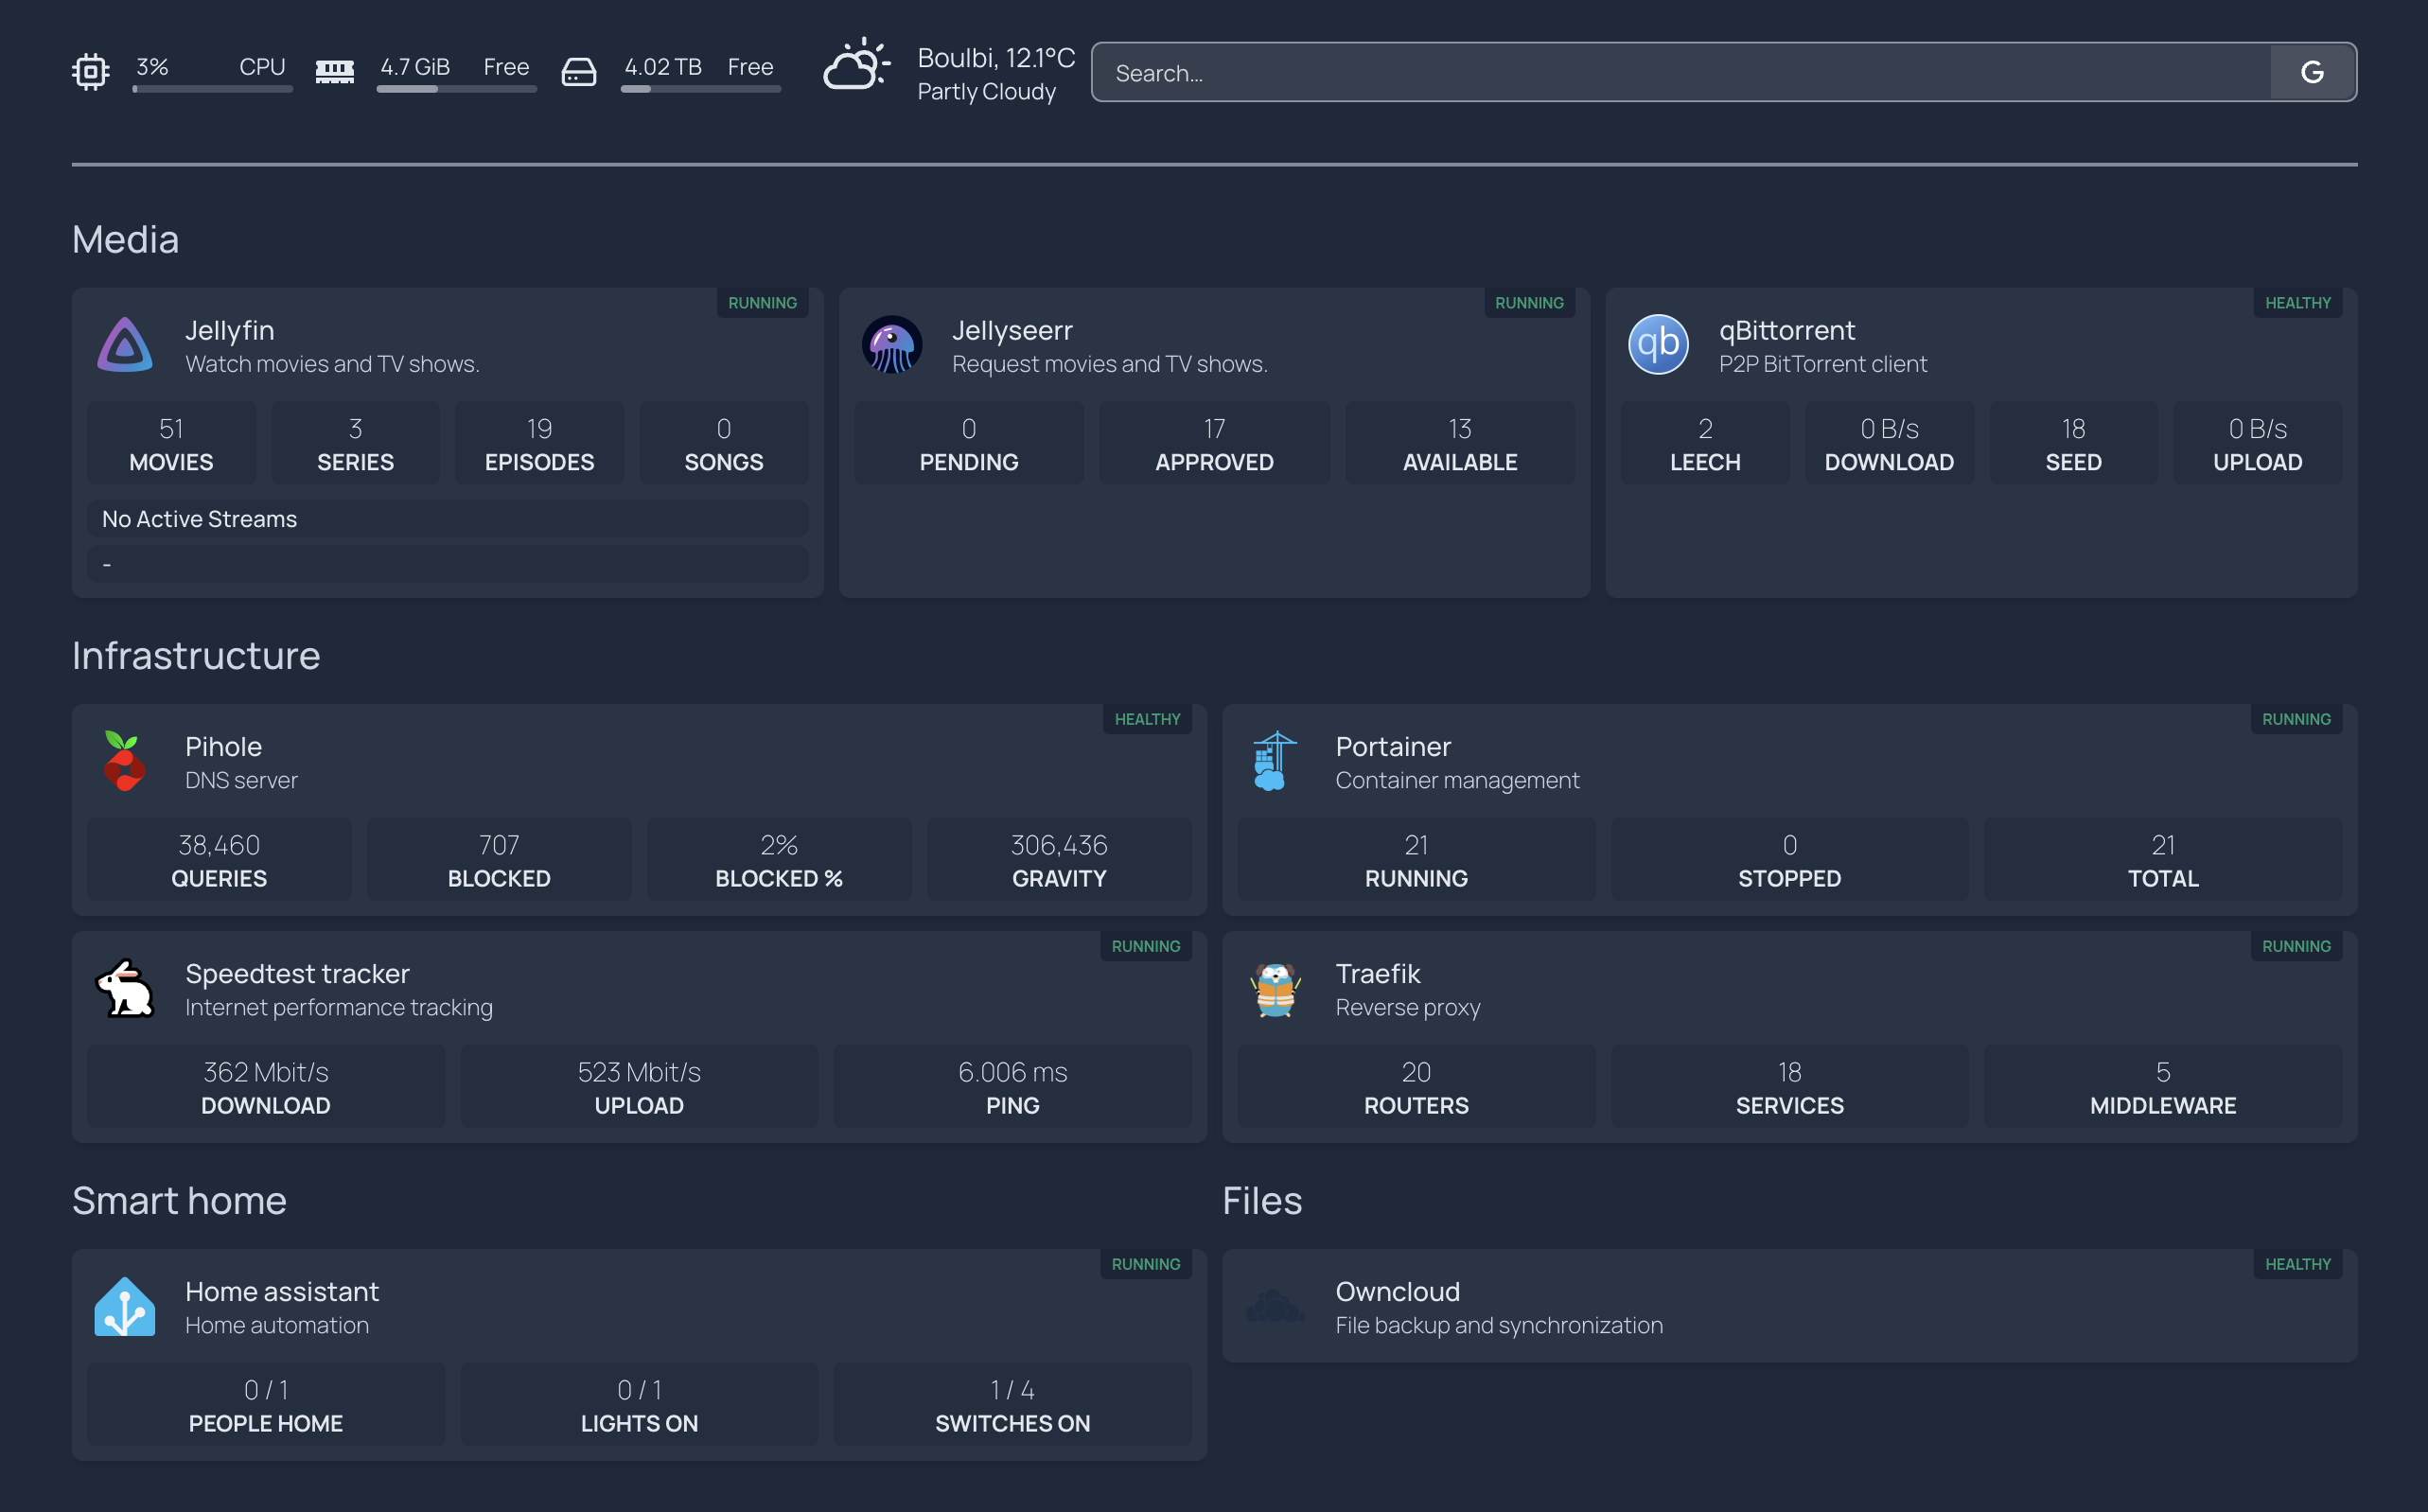 3% CPU
4.7 GiB Free
4.02 TB Free
Boulbi, 12.1°C
Partly Cloudy
Search...
G
Media
RUNNING
Jellyfin
Watch movies and TV shows.
51 3 19 0
MOVIES SERIES EPISODES SONGS
No Active Streams
-
RUNNING
Jellyseerr
Request movies and TV shows.
0 17 13
PENDING APPROVED AVAILABLE
HEALTHY
qb
qBittorrent
P2P BitTorrent client
2 0 B/s 18 0 B/s
LEECH DOWNLOAD SEED UPLOAD
Infrastructure
HEALTHY
Pihole
DNS server
38,460 707 2% 306,436
QUERIES BLOCKED BLOCKED % GRAVITY
RUNNING
Portainer
Container management
21 0 21
RUNNING STOPPED TOTAL
RUNNING
Speedtest tracker
Internet performance tracking
362 Mbit/s 523 Mbit/s 6.006 ms
DOWNLOAD UPLOAD PING
RUNNING
Traefik
Reverse proxy
20 18 5
ROUTERS SERVICES MIDDLEWARE
Smart home
RUNNING
Home assistant
Home automation
0 / 1 0 / 1 1 / 4
PEOPLE HOME LIGHTS ON SWITCHES ON
Files
HEALTHY
Owncloud
File backup and synchronization